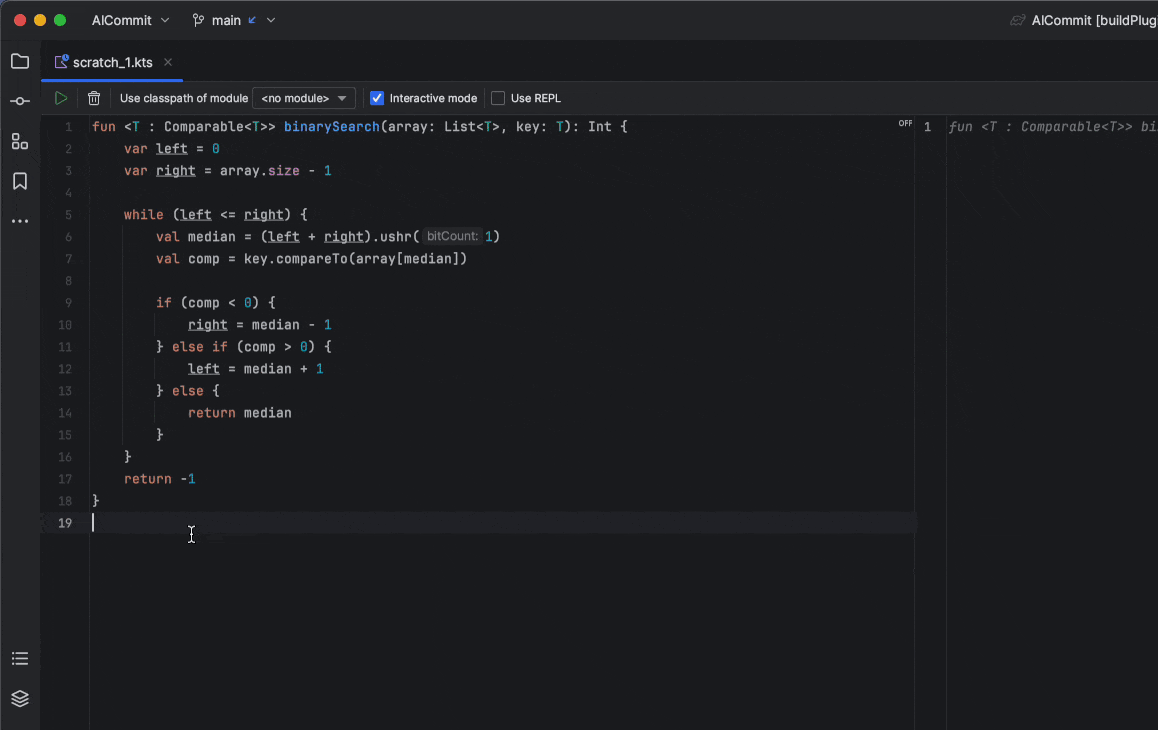 AICommit main AICommit [buildPlug
scratch_1.kts
Use classpath of module <no module> Interactive mode Use REPL
1 fun <T : Comparable<T>> binarySearch(array: List<T>, key: T): Int { OFF 1 fun <T : Comparable<T>> bi
2 var left = 0
3 var right = array.size - 1
4
5 while (left <= right) {
6 val median = (left + right).ushr( bitCount: 1)
7 val comp = key.compareTo(array[median])
8
9 if (comp < 0) {
10 right = median - 1
11 } else if (comp > 0) {
12 left = median + 1
13 } else {
14 return median
15 }
16 }
17 return -1
18 }
19